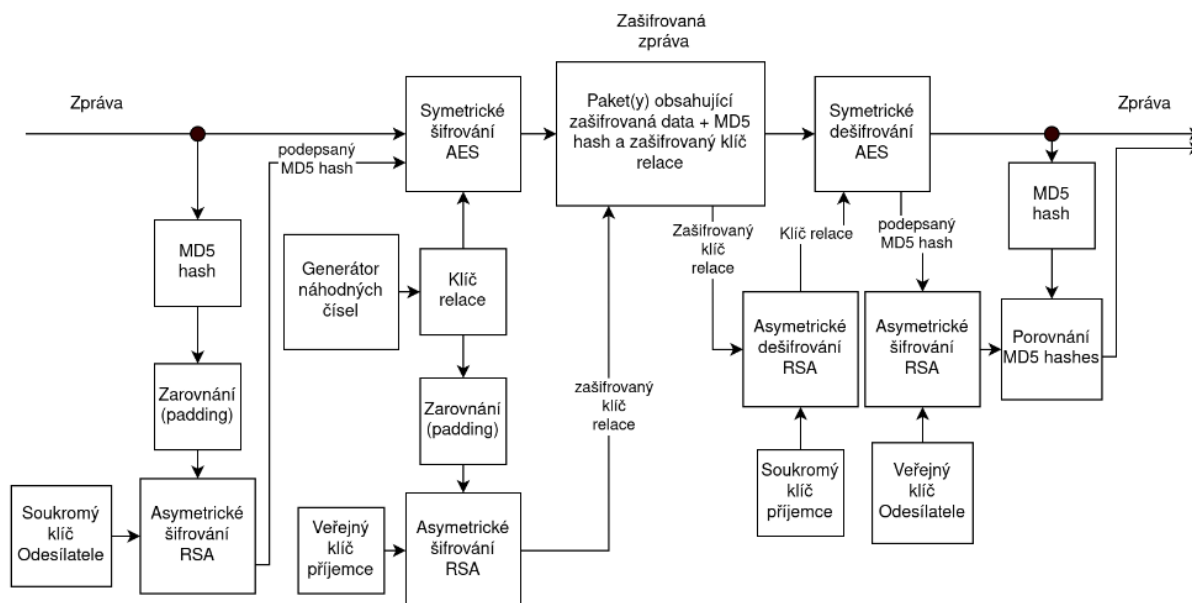 Zašifrovaná
zpráva
Zpráva
Symetrické
šifrování
AES
Paket(y) obsahující
zašifrovaná data + MD5
hash a zašifrovaný klíč
relace
Symetrické
dešifrování
AES
Zpráva
podepsaný
MD5 hash
MD5
hash
Generátor
náhodných
čísel
Klíč
relace
Zašifrovaný
klíč
relace
Klíč relace
podepsaný
MD5 hash
MD5
hash
Asymetrické
dešifrování
RSA
Asymetrické
šifrování
RSA
Porovnání
MD5 hashes
Zarovnání
(padding)
Zarovnání
(padding)
zašifrovaný
klíč
relace
Soukromý
klíč
příjemce
Veřejný
klíč
Odesílatele
Soukromý
klíč
Odesílatele
Asymetrické
šifrování
RSA
Veřejný
klíč
příjemce
Asymetrické
šifrování
RSA